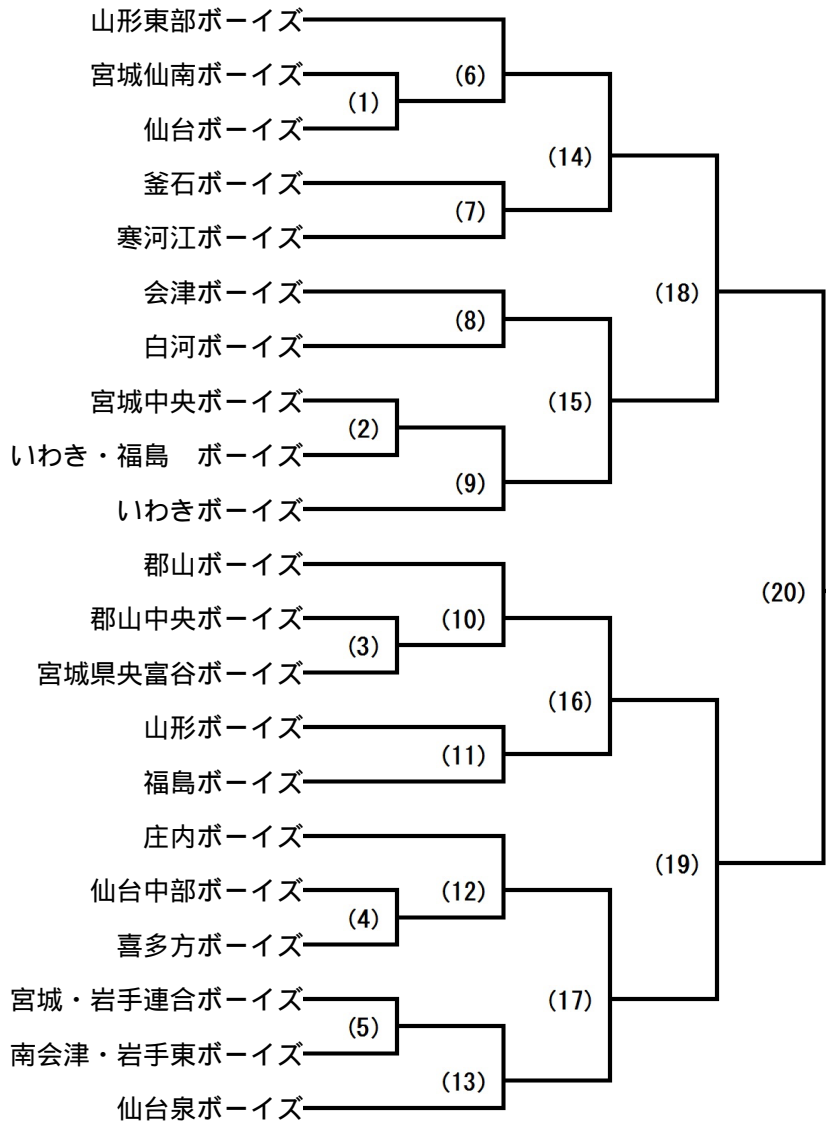 山形東部ボーイズ
(6)
宮城仙南ボーイズ
(1)
仙台ボーイズ
(14)
釜石ボーイズ
(7)
寒河江ボーイズ
会津ボーイズ
(18)
(8)
白河ボーイズ
宮城中央ボーイズ
(15)
(2)
いわき・福島　ボーイズ
(9)
いわきボーイズ
郡山ボーイズ
(20)
郡山中央ボーイズ
(10)
(3)
宮城県央富谷ボーイズ
(16)
山形ボーイズ
(11)
福島ボーイズ
庄内ボーイズ
(19)
仙台中部ボーイズ
(12)
(4)
喜多方ボーイズ
宮城・岩手連合ボーイズ
(17)
(5)
南会津・岩手東ボーイズ
(13)
仙台泉ボーイズ